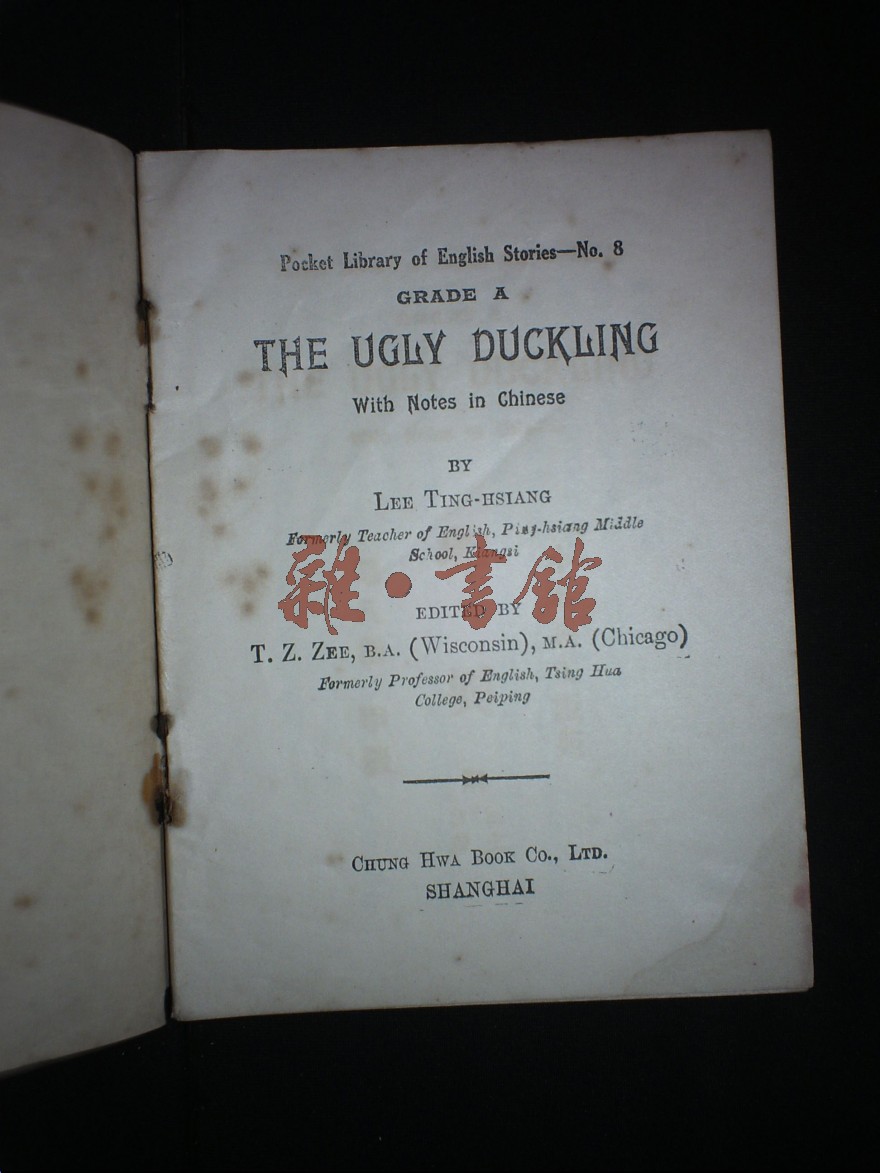 Pocket Library of English Stories—No. 8
GRADE A
THE UGLY DUCKLING
With Notes in Chinese
BY
LEE TING-HSIANG
Formerly Teacher of English, Ping-hsiang Middle
School, Kiangsi
雜·書館
EDITED BY
T. Z. ZEE, B.A. (Wisconsin), M.A. (Chicago)
Formerly Professor of English, Tsing Hua
College, Peiping
CHUNG HWA BOOK CO., LTD.
SHANGHAI